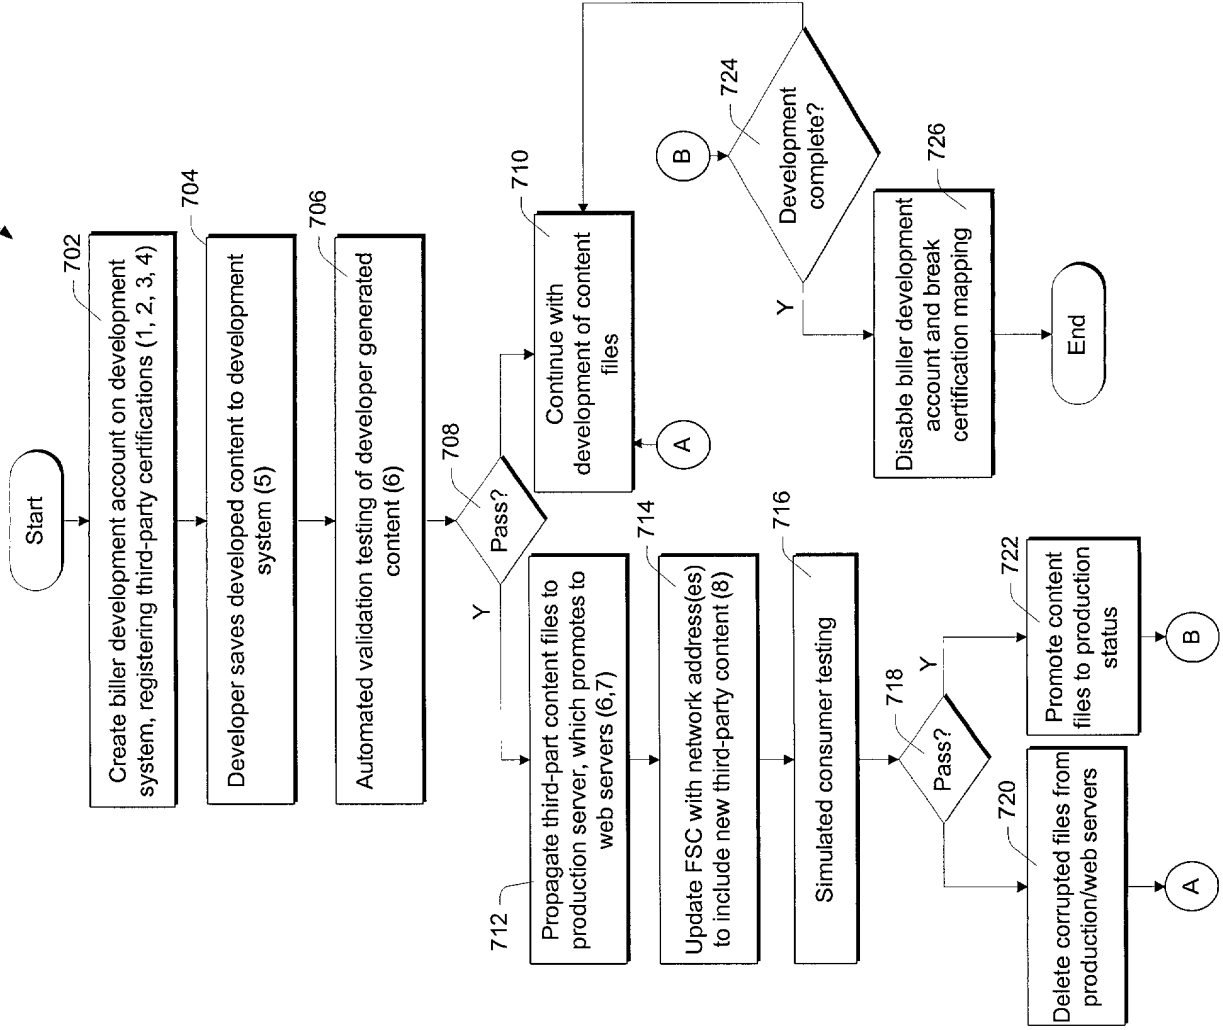 Start
702
Create biller development account on development
system, registering third-party certifications (1, 2, 3, 4)
704
Developer saves developed content to development
system (5)
706
Automated validation testing of developer generated
content (6)
708
Pass?
Y
710
Continue with
development of content
files
A
712
Propagate third-part content files to
production server, which promotes to
web servers (6,7)
714
Update FSC with network address(es)
to include new third-party content (8)
716
Simulated consumer testing
718
Pass?
Y
720
Delete corrupted files from
production/web servers
A
722
Promote content
files to production
status
B
B
724
Development
complete?
Y
726
Disable biller development
account and break
certification mapping
End